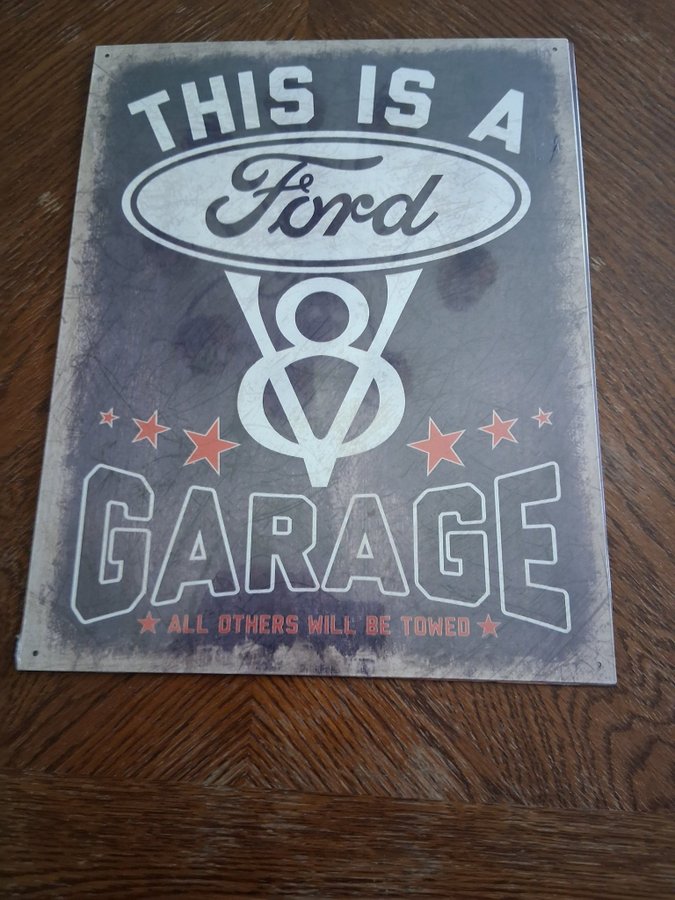 THIS IS A
Ford
V8
GARAGE
ALL OTHERS WILL BE TOWED